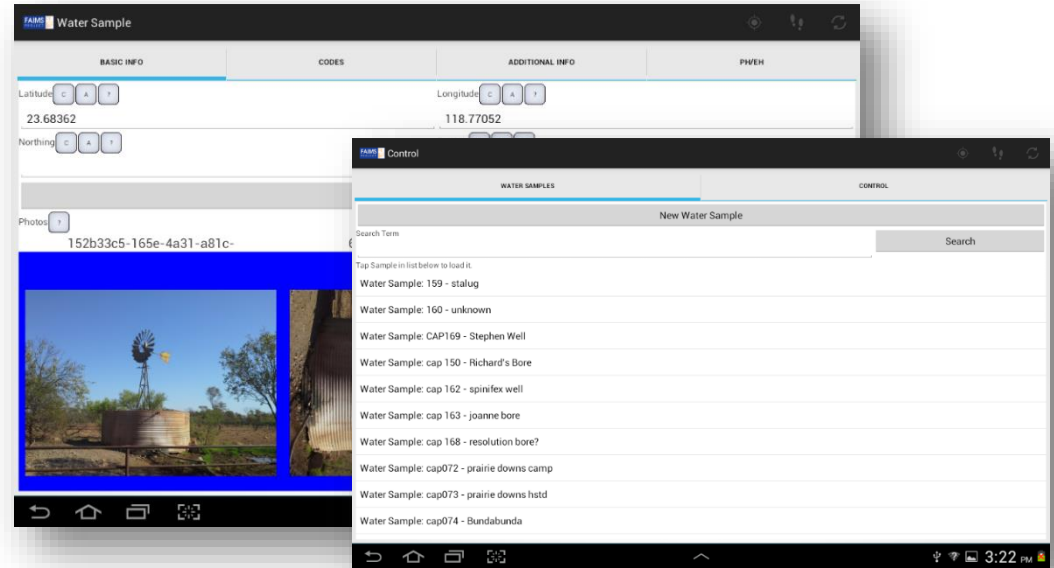 FAIMS PROJECT Water Sample
BASIC INFO CODES ADDITIONAL INFO PH/EH
Latitude C A ? Longitude C A ?
23.68362 118.77052
Northing C A ?
Photos ?
152b33c5-165e-4a31-a81c-
FAIMS PROJECT Control
WATER SAMPLES CONTROL
New Water Sample
Search Term
Search
Tap Sample in list below to load it.
Water Sample: 159 - stalug
Water Sample: 160 - unknown
Water Sample: CAP169 - Stephen Well
Water Sample: cap 150 - Richard's Bore
Water Sample: cap 162 - spinifex well
Water Sample: cap 163 - joanne bore
Water Sample: cap 168 - resolution bore?
Water Sample: cap072 - prairie downs camp
Water Sample: cap073 - prairie downs hstd
Water Sample: cap074 - Bundabunda
3:22 PM